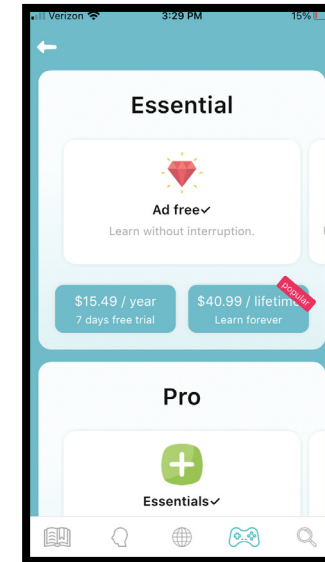 Verizon 3:29 PM 15%
Essential
Ad free✓
Learn without interruption.
$15.49 / year
7 days free trial
$40.99 / lifetime
Learn forever
popular
Pro
Essentials✓